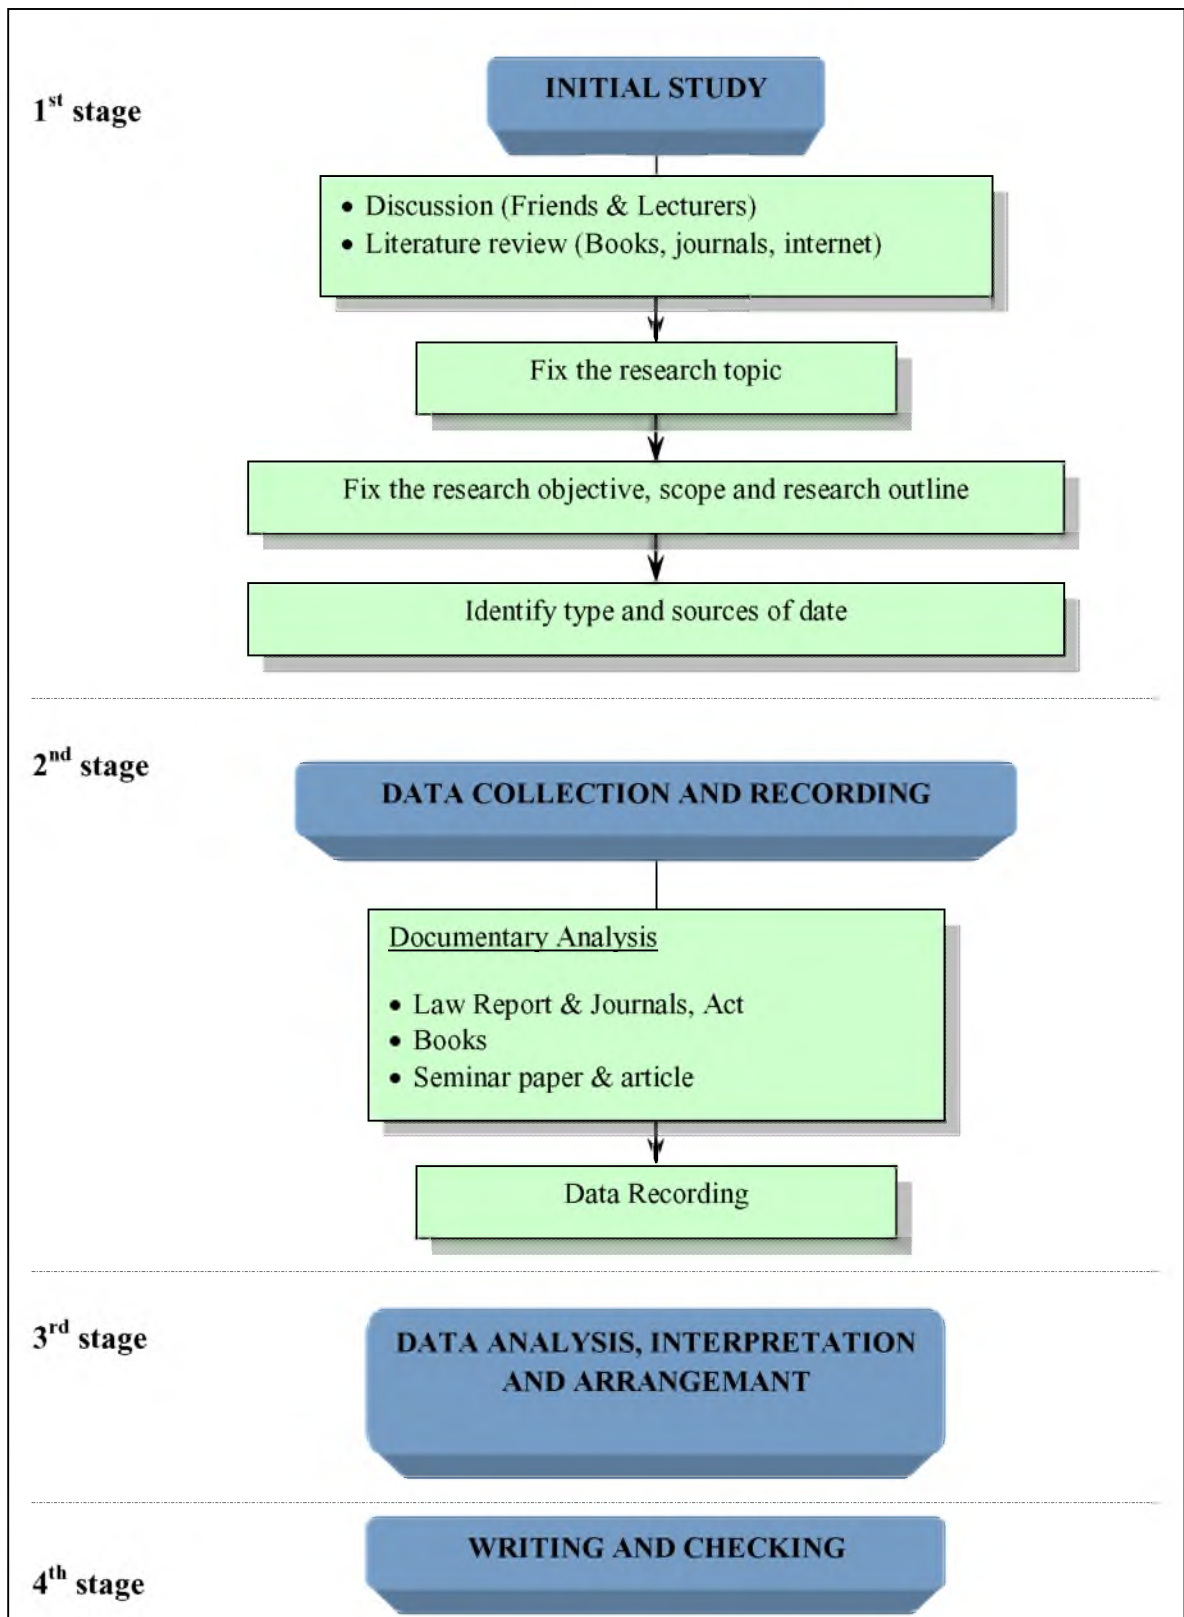 1st stage
INITIAL STUDY
• Discussion (Friends & Lecturers)
• Literature review (Books, journals, internet)
Fix the research topic
Fix the research objective, scope and research outline
Identify type and sources of date
2nd stage
DATA COLLECTION AND RECORDING
Documentary Analysis
• Law Report & Journals, Act
• Books
• Seminar paper & article
Data Recording
3rd stage
DATA ANALYSIS, INTERPRETATION
AND ARRANGEMANT
4th stage
WRITING AND CHECKING